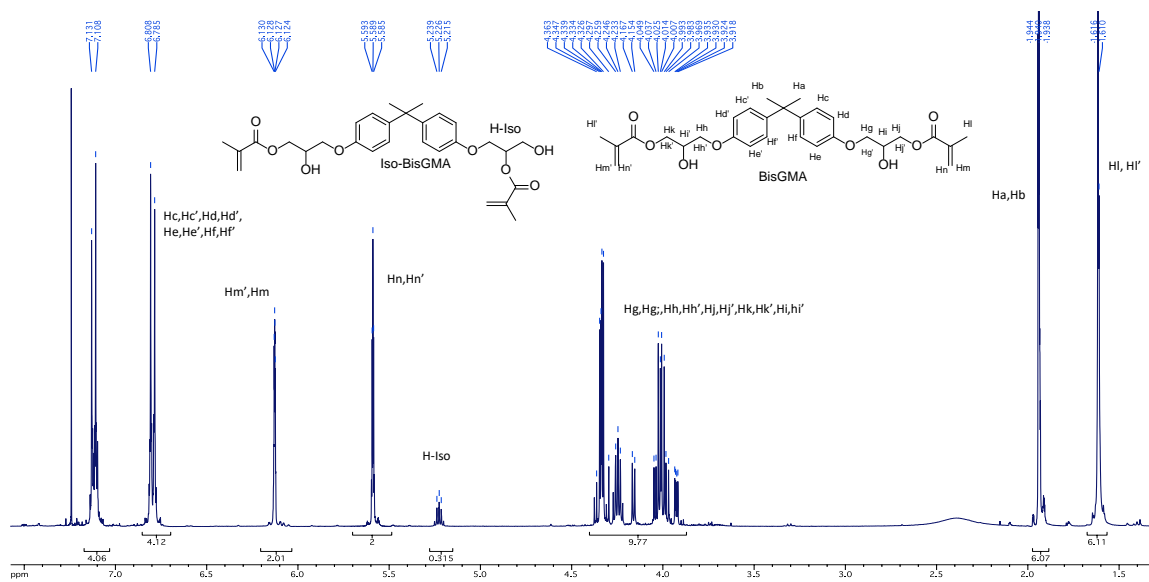 7.131
7.108
6.808
6.785
6.130
6.128
6.127
6.124
5.593
5.589
5.585
5.239
5.226
5.215
4.363
4.347
4.339
4.334
4.326
4.297
4.259
4.246
4.233
4.167
4.154
4.049
4.037
4.025
4.014
4.007
3.993
3.983
3.969
3.935
3.930
3.924
3.918
1.944
1.938
1.616
1.610
O
O
OH
O
O
H-Iso
OH
O
O
Iso-BisGMA
Hl'
O
O
Hm'
Hn'
Hk
Hk'
Hi'
OH
Hh
Hh'
O
Hd'
Hc'
He'
Hf'
Hb
Ha
Hc
Hd
Hf
He
Hg
O
Hg'
Hi
OH
Hj
Hj'
O
O
Hl
Hn
Hm
BisGMA
Hc,Hc’,Hd,Hd’,
He,He’,Hf,Hf’
Hm’,Hm
Hn,Hn’
H-Iso
Hg,Hg;,Hh,Hh’,Hj,Hj’,Hk,Hk’,Hi,hi’
Ha,Hb
Hl, Hl’
4.06
4.12
2.01
2
0.315
9.77
6.07
6.11
ppm
7.0
6.5
6.0
5.5
5.0
4.5
4.0
3.5
3.0
2.5
2.0
1.5